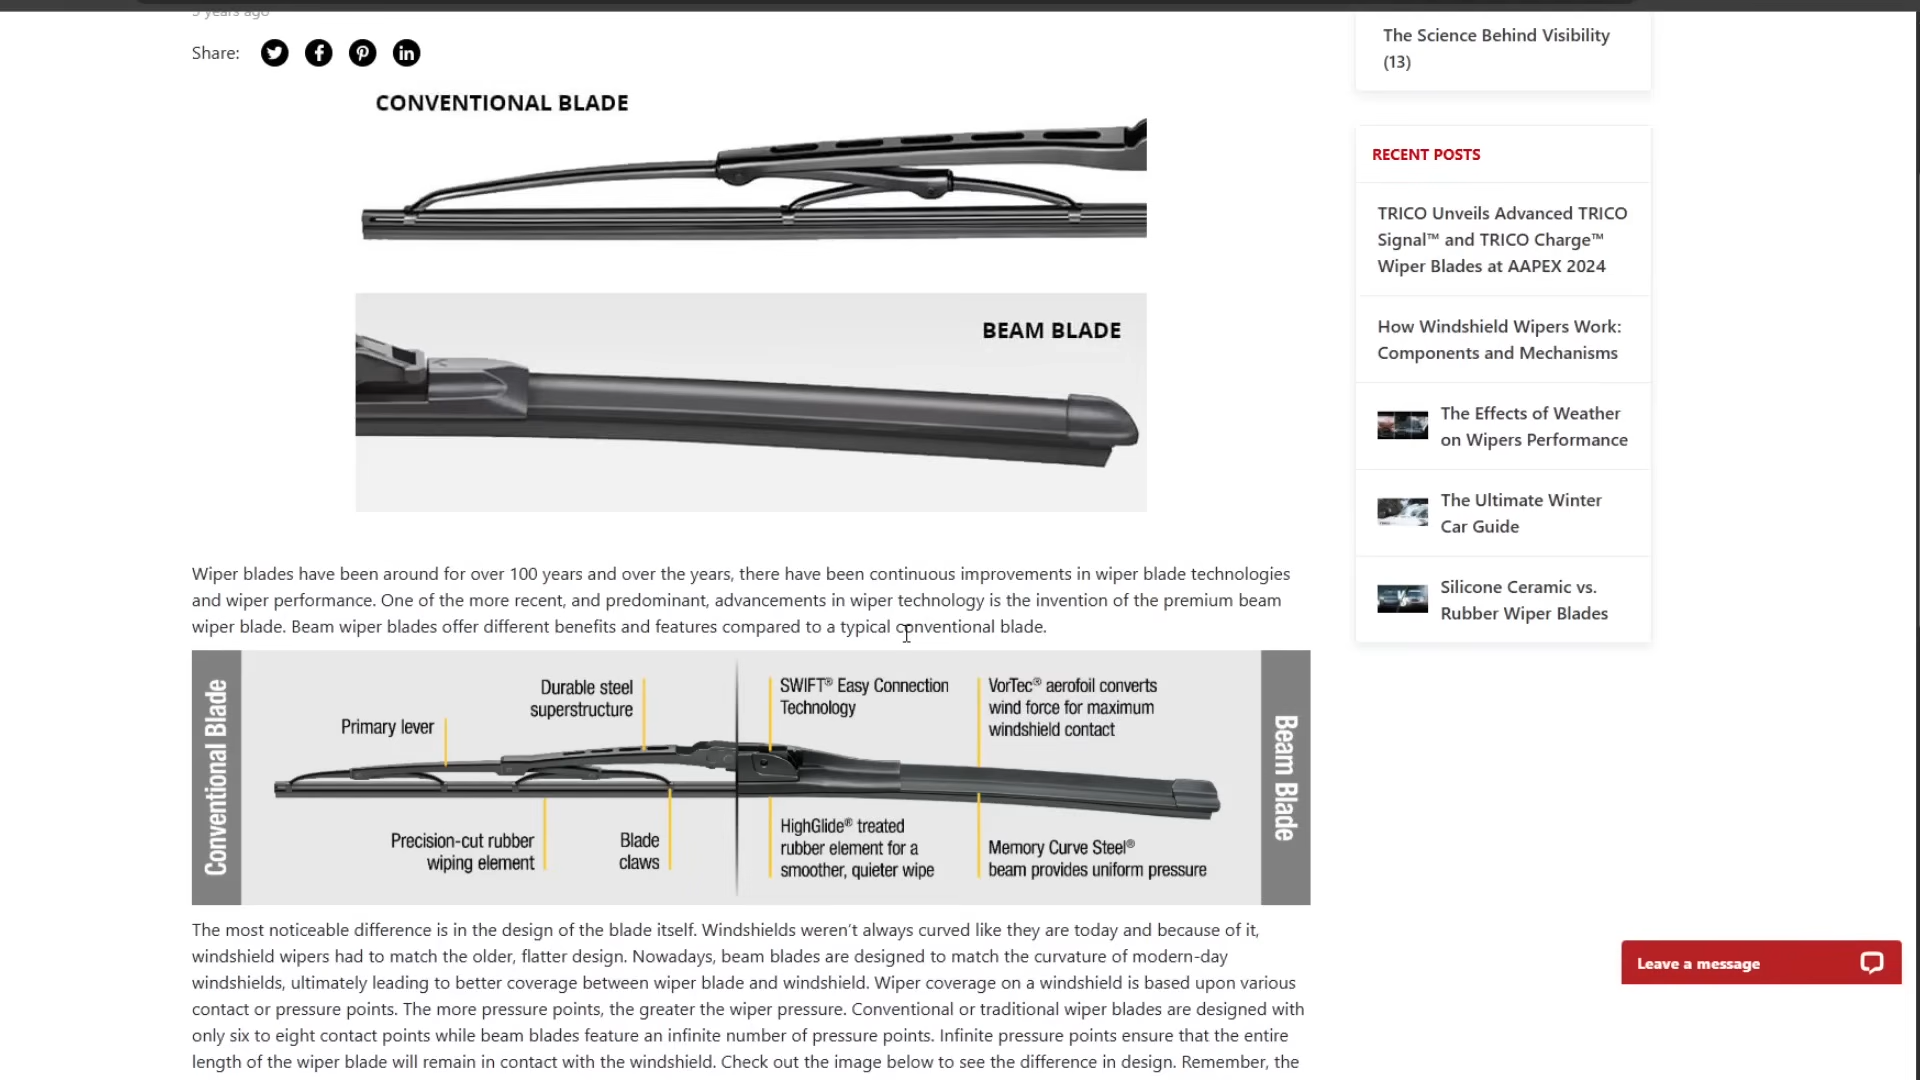 5 years ago
Share:
CONVENTIONAL BLADE
BEAM BLADE
Wiper blades have been around for over 100 years and over the years, there have been continuous improvements in wiper blade technologies
and wiper performance. One of the more recent, and predominant, advancements in wiper technology is the invention of the premium beam
wiper blade. Beam wiper blades offer different benefits and features compared to a typical conventional blade.
Conventional Blade
Primary lever
Durable steel
superstructure
Precision-cut rubber
wiping element
Blade
claws
SWIFT® Easy Connection
Technology
VorTec® aerofoil converts
wind force for maximum
windshield contact
HighGlide® treated
rubber element for a
smoother, quieter wipe
Memory Curve Steel®
beam provides uniform pressure
Beam Blade
The most noticeable difference is in the design of the blade itself. Windshields weren't always curved like they are today and because of it,
windshield wipers had to match the older, flatter design. Nowadays, beam blades are designed to match the curvature of modern-day
windshields, ultimately leading to better coverage between wiper blade and windshield. Wiper coverage on a windshield is based upon various
contact or pressure points. The more pressure points, the greater the wiper pressure. Conventional or traditional wiper blades are designed with
only six to eight contact points while beam blades feature an infinite number of pressure points. Infinite pressure points ensure that the entire
length of the wiper blade will remain in contact with the windshield. Check out the image below to see the difference in design. Remember, the
The Science Behind Visibility
(13)
RECENT POSTS
TRICO Unveils Advanced TRICO
Signal™ and TRICO Charge™
Wiper Blades at AAPEX 2024
How Windshield Wipers Work:
Components and Mechanisms
The Effects of Weather
on Wipers Performance
The Ultimate Winter
Car Guide
Silicone Ceramic vs.
Rubber Wiper Blades
Leave a message